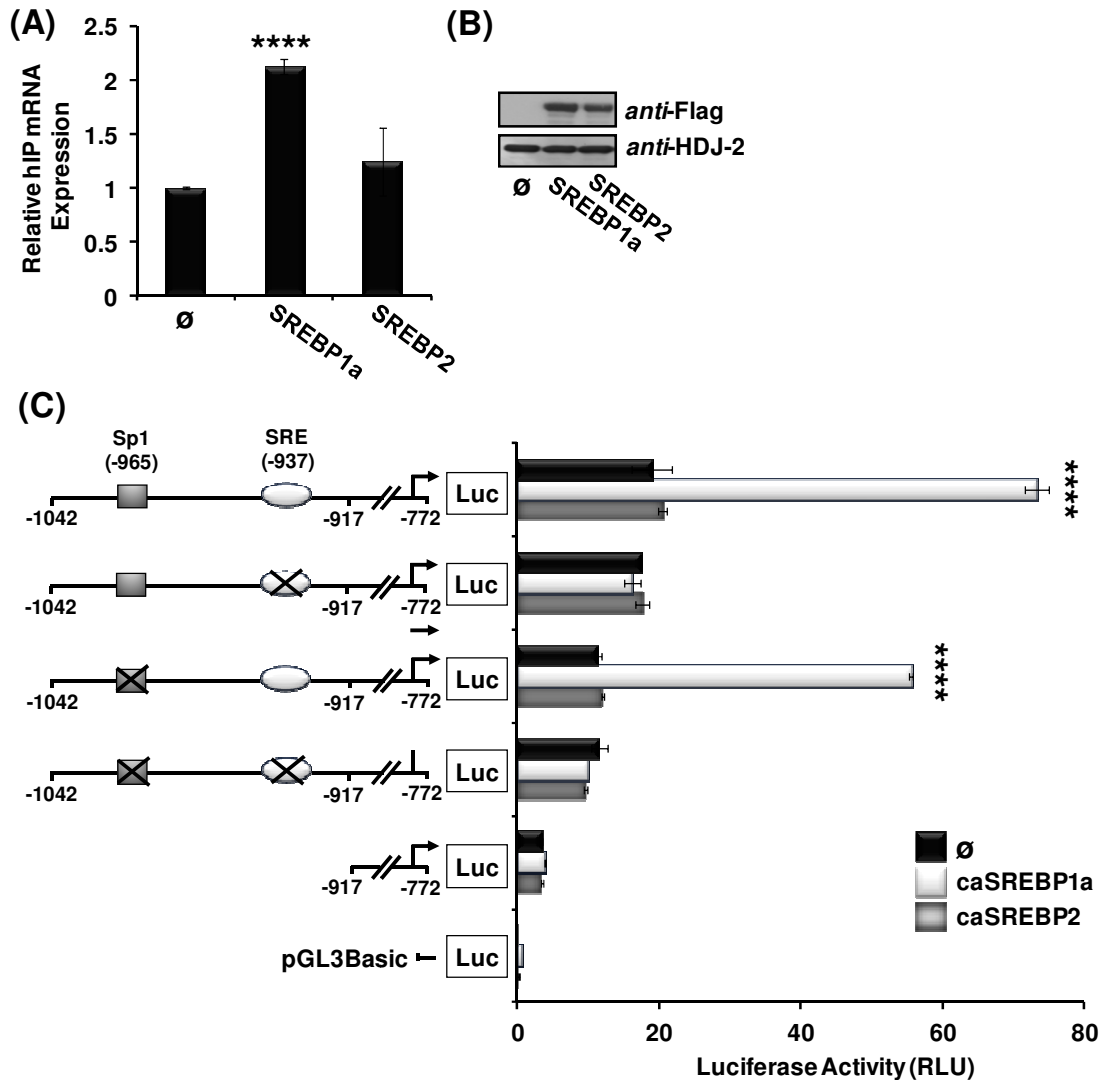 (A)
Relative hIP mRNA
Expression
2.5
2
1.5
1
0.5
0
****
ø
SREBP1a
SREBP2
(B)
anti-Flag
anti-HDJ-2
ø
SREBP1a
SREBP2
(C)
Sp1
(-965)
SRE
(-937)
-1042
-917
-772
Luc
****
-1042
-917
-772
Luc
-1042
-917
-772
Luc
****
-1042
-917
-772
Luc
-917
-772
Luc
pGL3Basic
Luc
ø
caSREBP1a
caSREBP2
0
20
40
60
80
Luciferase Activity (RLU)